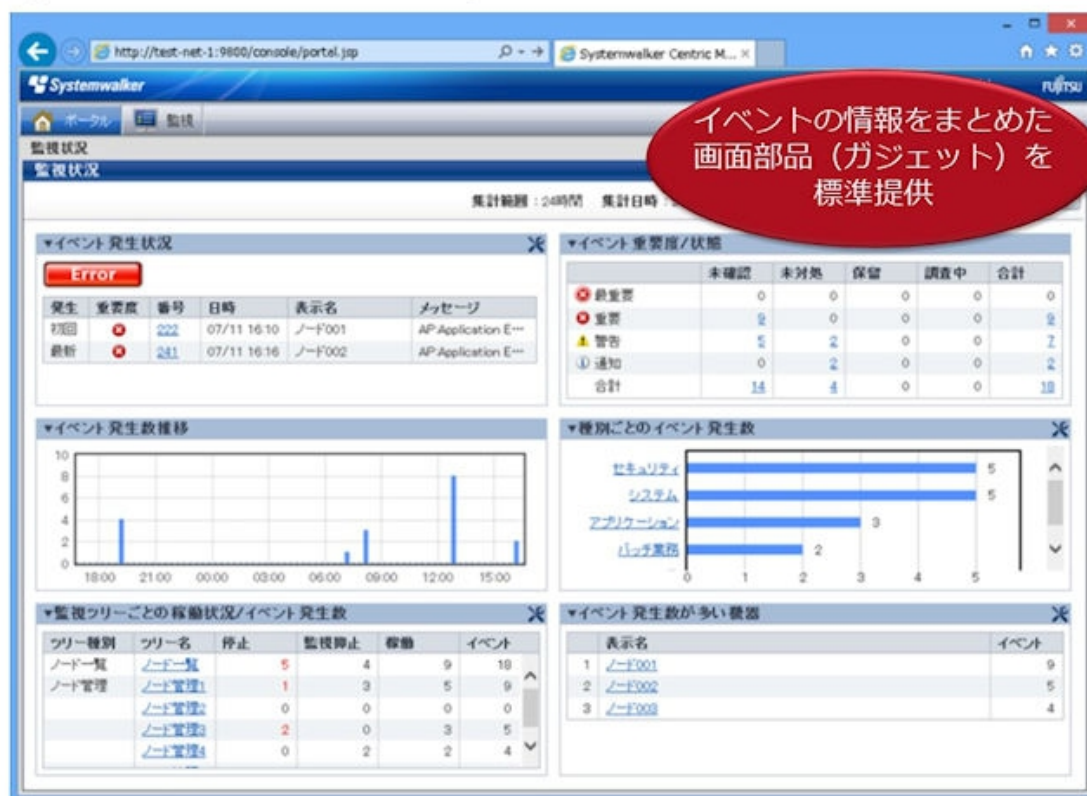 http://test-net-1:9800/console/portal.jsp
Systemwalker Centric M...
Systemwalker
FUJITSU
ポータル
監視
イベントの情報をまとめた
画面部品（ガジェット）を
標準提供
監視状況
監視状況
集計範囲：24時間 集計日時
▼イベント発生状況
Error
発生 重要度 番号 日時 表示名 メッセージ
初回 222 07/11 16:10 ノード001 AP:Application E…
最新 241 07/11 16:16 ノード002 AP:Application E…
▼イベント重要度/状態
未確認 未対処 保留 調査中 合計
最重要 0 0 0 0 0
重要 9 0 0 0 9
警告 5 2 0 0 7
通知 0 2 0 0 2
合計 14 4 0 0 18
▼イベント発生数推移
10
8
6
4
2
0
18:00 21:00 00:00 03:00 06:00 09:00 12:00 15:00
▼種別ごとのイベント発生数
セキュリティ 5
システム 5
アプリケーション 3
バッチ業務 2
0 1 2 3 4 5
▼監視ツリーごとの稼働状況/イベント発生数
ツリー種別 ツリー名 停止 監視抑止 稼働 イベント
ノード一覧 ノード一覧 5 4 9 18
ノード管理 ノード管理1 1 3 5 9
ノード管理2 0 0 0 0
ノード管理3 2 0 3 5
ノード管理4 0 2 2 4
▼イベント発生数が多い機器
表示名 イベント
1 ノード001 9
2 ノード002 5
3 ノード003 4